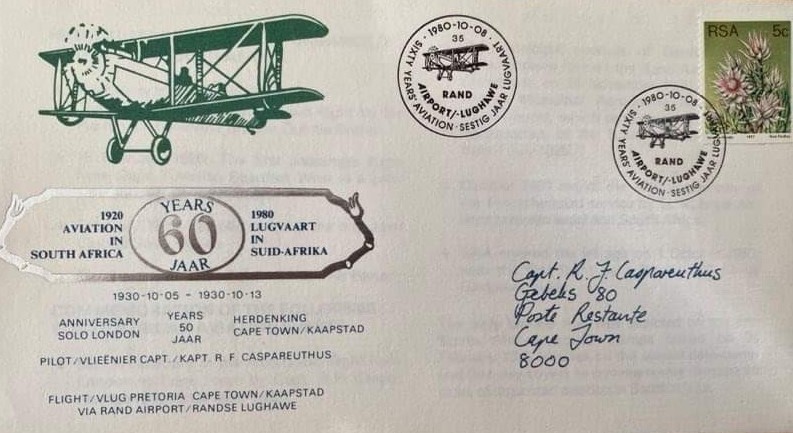 1980-10-08
35
RAND
AIRPORT/-LUGHAWE
SIXTY YEARS' AVIATION · SESTIG JAAR LUGVAART
RSA 5c
1980-10-08
35
RAND
AIRPORT/-LUGHAWE
SIXTY YEARS' AVIATION · SESTIG JAAR LUGVAART
1977
1920
AVIATION
IN
SOUTH AFRICA
YEARS
60
JAAR
1980
LUGVAART
IN
SUID-AFRIKA
1930-10-05 - 1930-10-13
ANNIVERSARY YEARS HERDENKING
SOLO LONDON 50 CAPE TOWN/KAAPSTAD
JAAR
PILOT/VLIEËNIER CAPT./KAPT. R. F CASPAREUTHUS
FLIGHT/VLUG PRETORIA CAPE TOWN/KAAPSTAD
VIA RAND AIRPORT/RANDSE LUGHAWE
Capt. R. F Caspareuthus
Poste Restante
Cape Town
8000